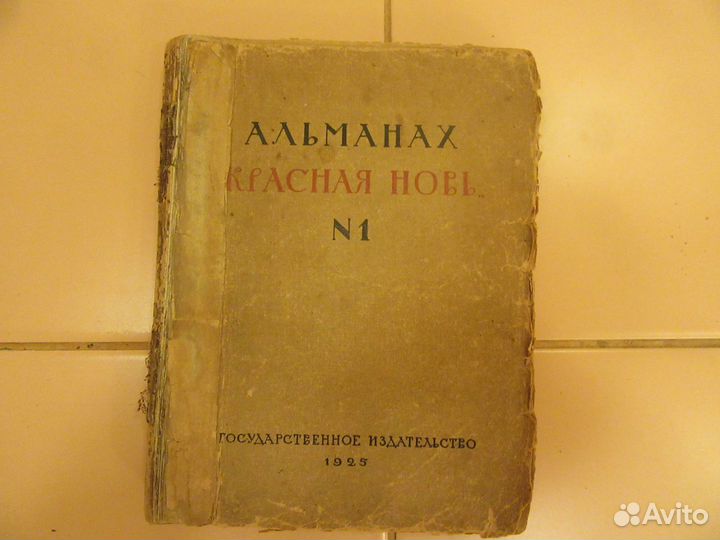 АЛЬМАНАХ
КРАСНАЯ НОВЬ
N1
ГОСУДАРСТВЕННОЕ ИЗДАТЕЛЬСТВО
1925
Avito